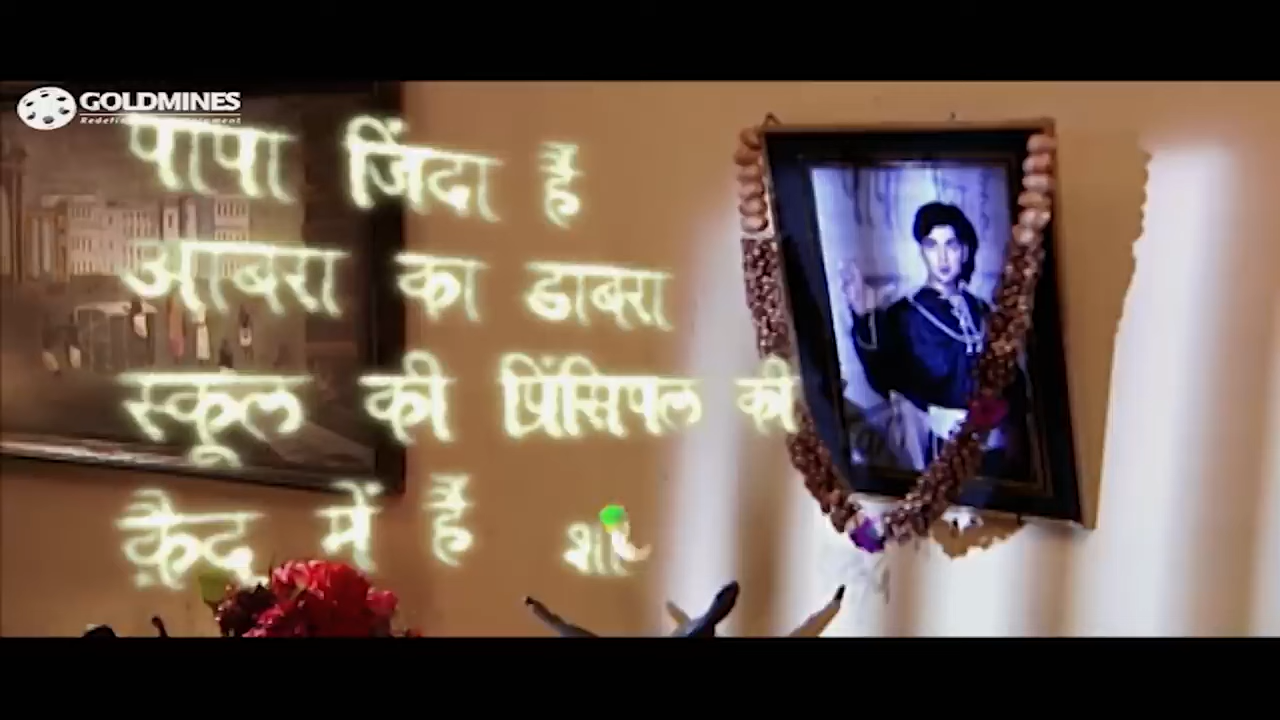 GOLDMINES
पापा जिंदा हैं
आबरा का डाबरा
स्कूल की प्रिंसिपल की
क़ैद में हैं